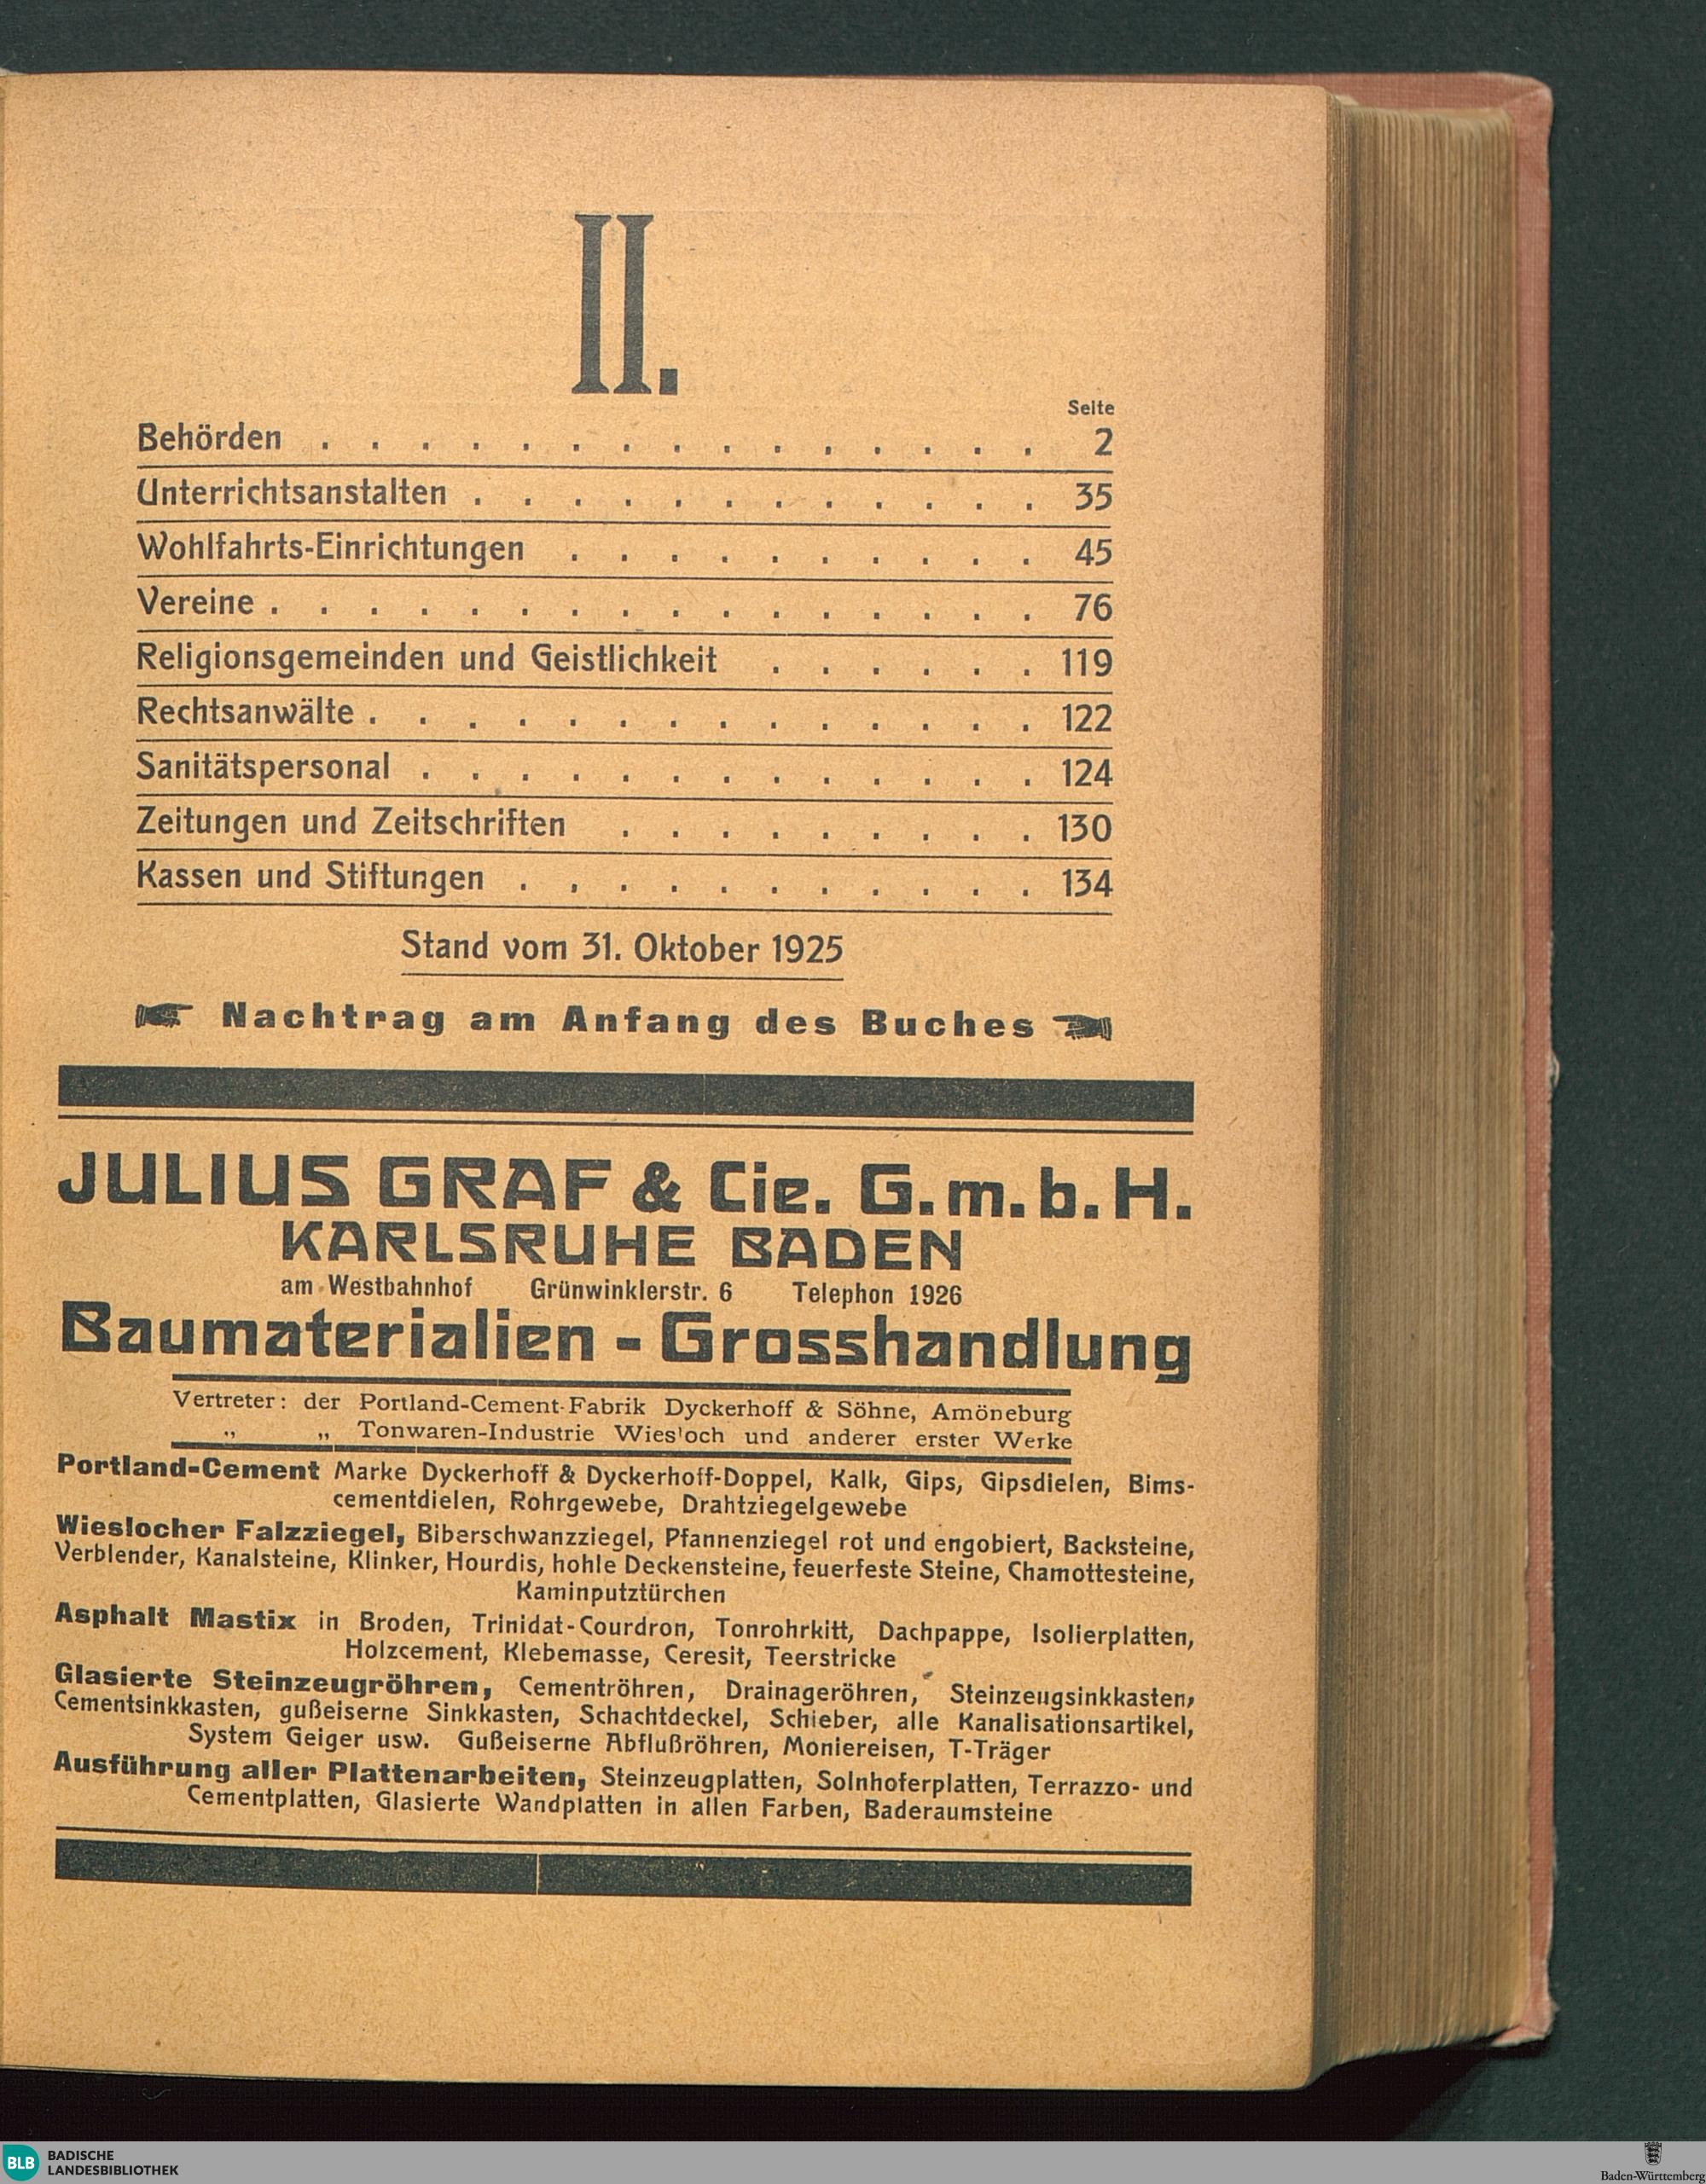 II.
Seite
Behörden . . . . . . . . . . . . . . . 2
Unterrichtsanstalten . . . . . . . . . . . . 35
Wohlfahrts-Einrichtungen . . . . . . . . . . 45
Vereine . . . . . . . . . . . . . . . . 76
Religionsgemeinden und Geistlichkeit . . . . . . 119
Rechtsanwälte . . . . . . . . . . . . . . 122
Sanitätspersonal . . . . . . . . . . . . . 124
Zeitungen und Zeitschriften . . . . . . . . . 130
Kassen und Stiftungen . . . . . . . . . . . 134
Stand vom 31. Oktober 1925
☛ Nachtrag am Anfang des Buches ☚
JULIUS GRAF & Cie. G.m.b.H.
KARLSRUHE BADEN
am Westbahnhof Grünwinklerstr. 6 Telephon 1926
Baumaterialien - Grosshandlung
Vertreter: der Portland-Cement-Fabrik Dyckerhoff & Söhne, Amöneburg
„ „ Tonwaren-Industrie Wiesloch und anderer erster Werke
Portland-Cement Marke Dyckerhoff & Dyckerhoff-Doppel, Kalk, Gips, Gipsdielen, Bims-
cementdielen, Rohrgewebe, Drahtziegelgewebe
Wieslocher Falzziegel, Biberschwanzziegel, Pfannenziegel rot und engobiert, Backsteine,
Verblender, Kanalsteine, Klinker, Hourdis, hohle Deckensteine, feuerfeste Steine, Chamottesteine,
Kaminputztürchen
Asphalt Mastix in Broden, Trinidat-Courdron, Tonrohrkitt, Dachpappe, Isolierplatten,
Holzcement, Klebemasse, Ceresit, Teerstricke
Glasierte Steinzeugröhren, Cementröhren, Drainageröhren, Steinzeugsinkkasten,
Cementsinkkasten, gußeiserne Sinkkasten, Schachtdeckel, Schieber, alle Kanalisationsartikel,
System Geiger usw. Gußeiserne Abflußröhren, Moniereisen, T-Träger
Ausführung aller Plattenarbeiten, Steinzeugplatten, Solnhoferplatten, Terrazzo- und
Cementplatten, Glasierte Wandplatten in allen Farben, Baderaumsteine
BLB BADISCHE
LANDESBIBLIOTHEK
Baden-Württemberg